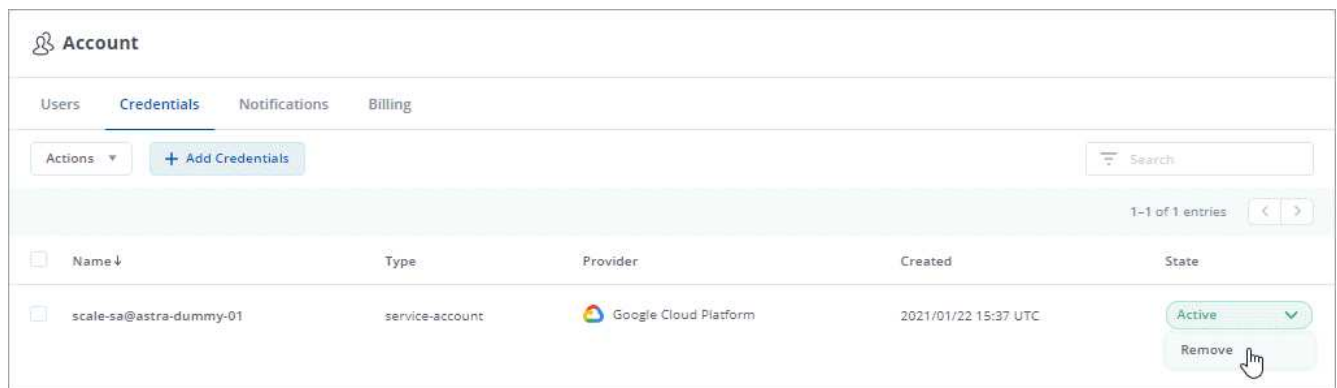 Account
Users Credentials Notifications Billing
Actions + Add Credentials Search
1–1 of 1 entries < >
Name↓ Type Provider Created State
scale-sa@astra-dummy-01 service-account Google Cloud Platform 2021/01/22 15:37 UTC Active
Remove